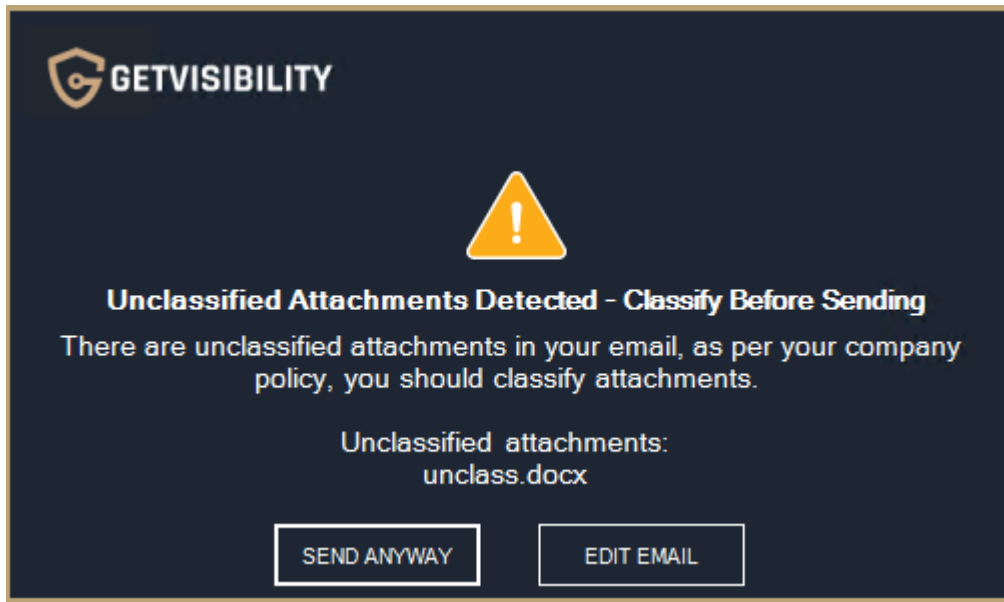 GETVISIBILITY
Unclassified Attachments Detected - Classify Before Sending
There are unclassified attachments in your email, as per your company
policy, you should classify attachments.
Unclassified attachments:
unclass.docx
SEND ANYWAY
EDIT EMAIL